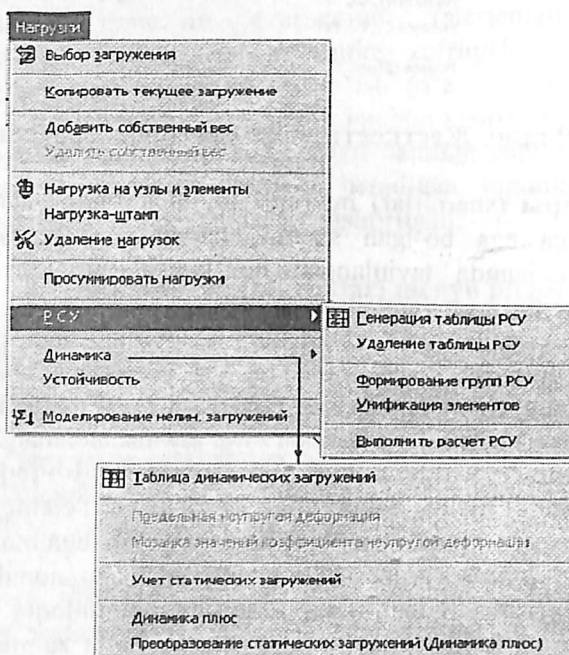 Нагрузки
Выбор загружения
Копировать текущее загружение
Добавить собственный вес
Удалить собственный вес
Нагрузка на узлы и элементы
Нагрузка-штамп
Удаление нагрузок
Просуммировать нагрузки
РСУ
Генерация таблицы РСУ
Удаление таблицы РСУ
Формирование групп РСУ
Унификация элементов
Выполнить расчет РСУ
Динамика
Устойчивость
Моделирование нелин. загружений
Таблица динамических загружений
Предельная неупругая деформация
Мозаика значений коэффициента неупругой деформации
Учет статических загружений
Динамика плюс
Преобразование статических загружений (Динамика плюс)